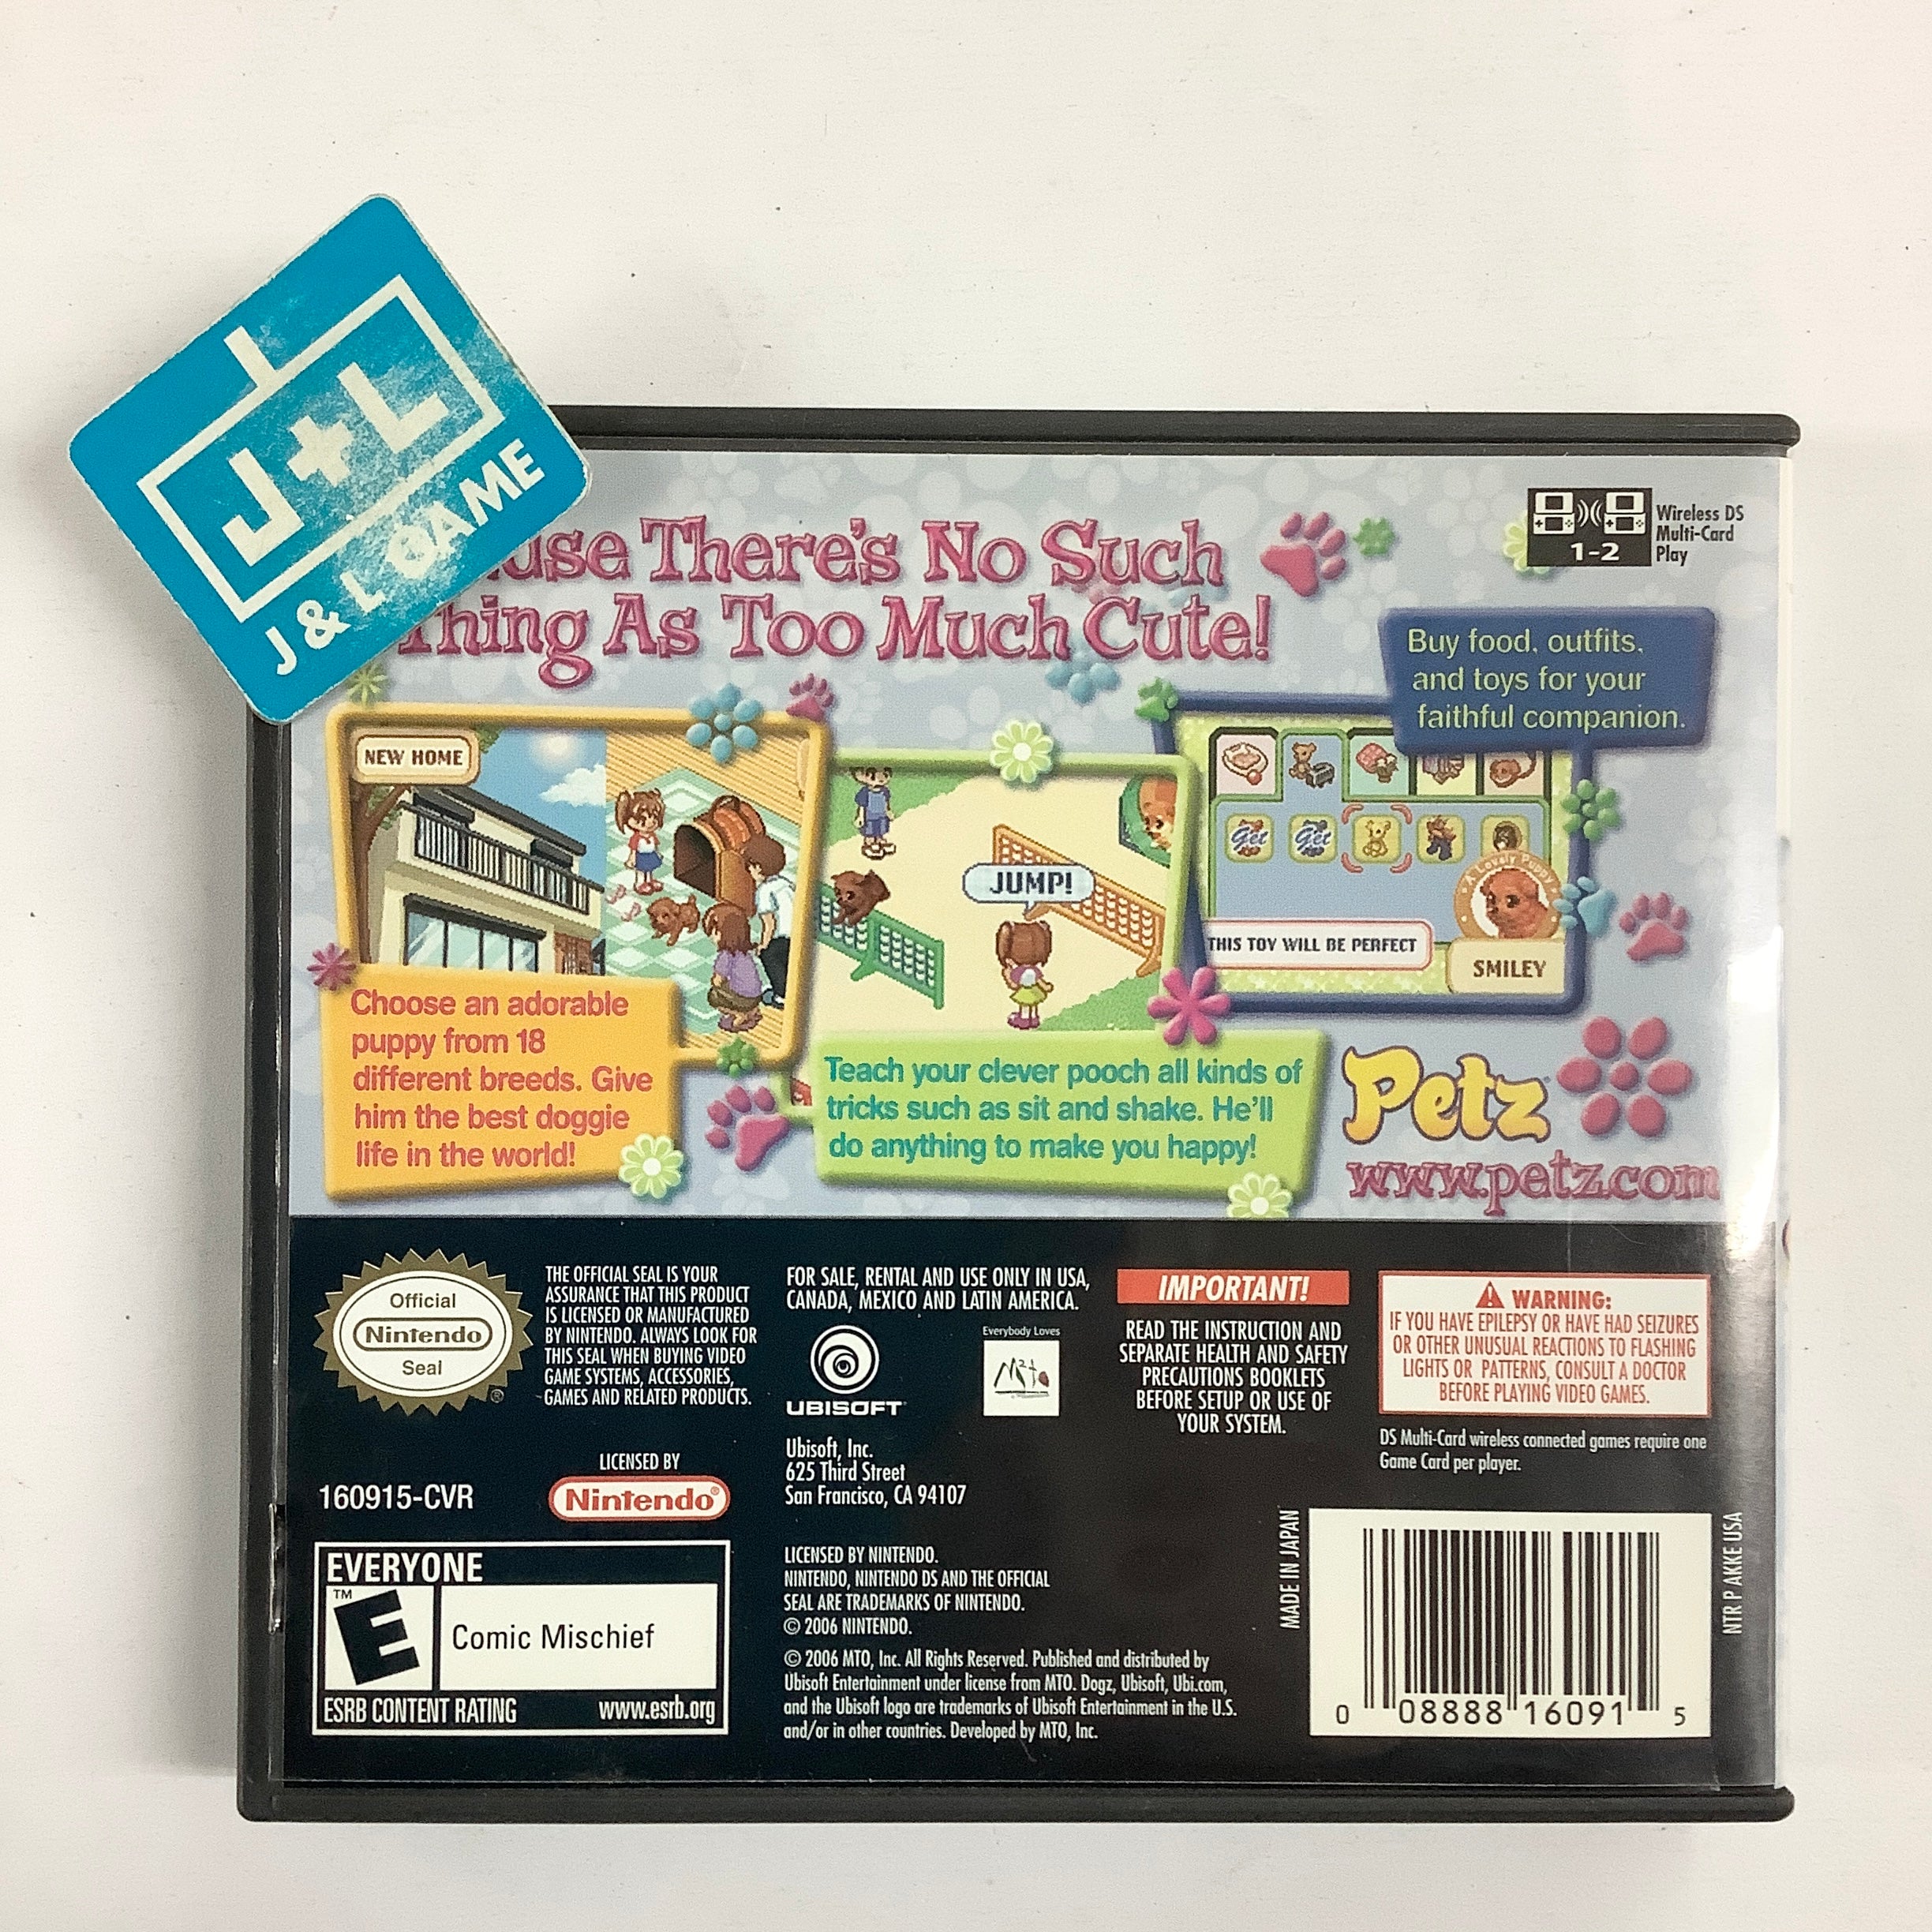 J+L
J & L GAME
There's No Such
Thing As Too Much Cute!
1-2
Wireless DS
Multi-Card
Play
Buy food, outfits,
and toys for your
faithful companion.
NEW HOME
JUMP!
Get
Get
A Lovely Puppy
THIS TOY WILL BE PERFECT
SMILEY
Choose an adorable
puppy from 18
different breeds. Give
him the best doggie
life in the world!
Teach your clever pooch all kinds of
tricks such as sit and shake. He'll
do anything to make you happy!
Petz
www.petz.com
Official
Nintendo
Seal
®
THE OFFICIAL SEAL IS YOUR
ASSURANCE THAT THIS PRODUCT
IS LICENSED OR MANUFACTURED
BY NINTENDO. ALWAYS LOOK FOR
THIS SEAL WHEN BUYING VIDEO
GAME SYSTEMS, ACCESSORIES,
GAMES AND RELATED PRODUCTS.
FOR SALE, RENTAL AND USE ONLY IN USA,
CANADA, MEXICO AND LATIN AMERICA.
UBISOFT
Everybody Loves
Ubisoft, Inc.
625 Third Street
San Francisco, CA 94107
IMPORTANT!
READ THE INSTRUCTION AND
SEPARATE HEALTH AND SAFETY
PRECAUTIONS BOOKLETS
BEFORE SETUP OR USE OF
YOUR SYSTEM.
WARNING:
IF YOU HAVE EPILEPSY OR HAVE HAD SEIZURES
OR OTHER UNUSUAL REACTIONS TO FLASHING
LIGHTS OR PATTERNS, CONSULT A DOCTOR
BEFORE PLAYING VIDEO GAMES.
DS Multi-Card wireless connected games require one
Game Card per player.
160915-CVR
LICENSED BY
Nintendo®
EVERYONE
E
™
Comic Mischief
ESRB CONTENT RATING www.esrb.org
LICENSED BY NINTENDO.
NINTENDO, NINTENDO DS AND THE OFFICIAL
SEAL ARE TRADEMARKS OF NINTENDO.
© 2006 NINTENDO.
© 2006 MTO, Inc. All Rights Reserved. Published and distributed by
Ubisoft Entertainment under license from MTO. Dogz, Ubisoft, Ubi.com,
and the Ubisoft logo are trademarks of Ubisoft Entertainment in the U.S.
and/or in other countries. Developed by MTO, Inc.
MADE IN JAPAN
0 08888 16091 5
NTR P AKKE USA